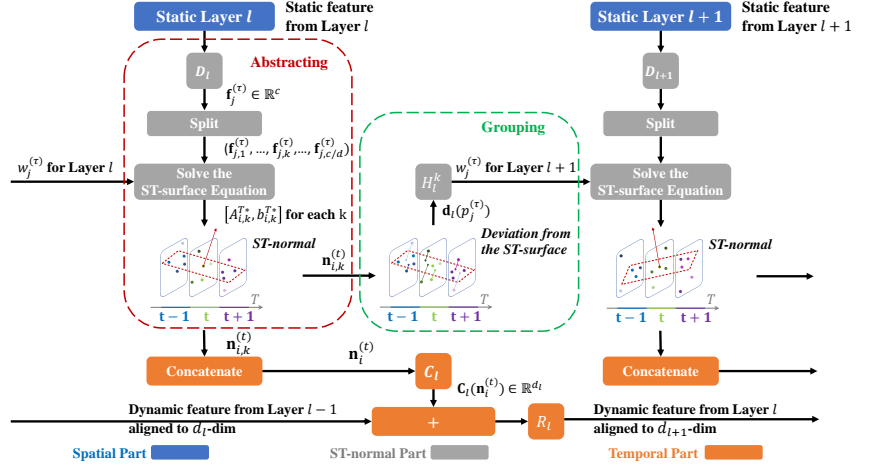 Static Layer l
Static feature
from Layer l
Static Layer l + 1
Static feature
from Layer l + 1
Abstracting
D_l
f_j^(τ) ∈ ℝ^c
Split
(f_{j,1}^(τ), ..., f_{j,k}^(τ), ..., f_{j,c/d}^(τ))
w_j^(τ) for Layer l
Solve the
ST-surface Equation
[A_{i,k}^{T*}, b_{i,k}^{T*}] for each k
ST-normal
T
t − 1 t t + 1
n_{i,k}^(t)
Grouping
H_l^k
w_j^(τ) for Layer l + 1
d_l(p_j^(τ))
Deviation from
the ST-surface
T
t − 1 t t + 1
D_{l+1}
Split
Solve the
ST-surface Equation
ST-normal
T
t − 1 t t + 1
n_{i,k}^(t)
Concatenate
n_i^(t)
C_l
C_l(n_i^(t)) ∈ ℝ^{d_l}
Concatenate
Dynamic feature from Layer l − 1
aligned to d_l-dim
+
R_l
Dynamic feature from Layer l
aligned to d_{l+1}-dim
Spatial Part
ST-normal Part
Temporal Part